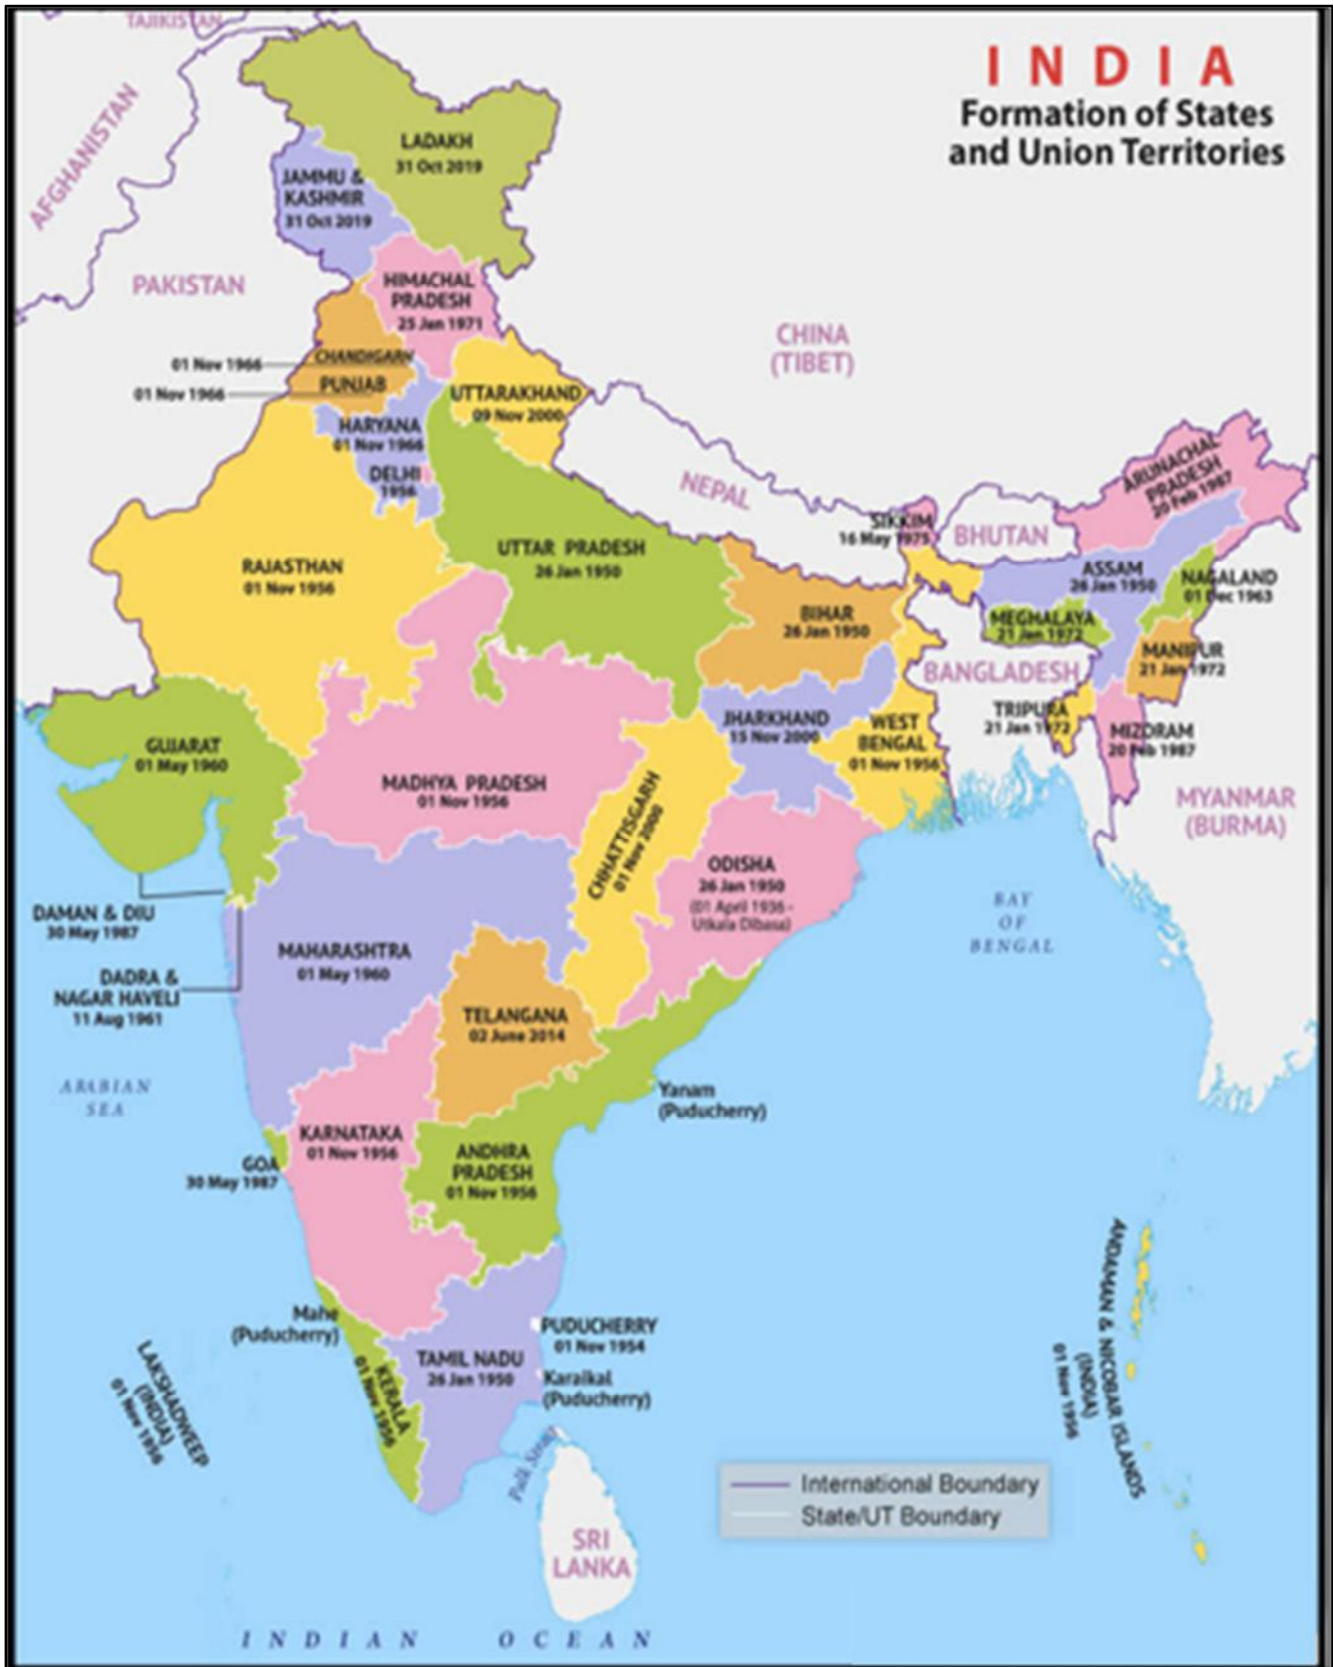 TAJIKISTAN
INDIA
Formation of States
and Union Territories
AFGHANISTAN
LADAKH
31 Oct 2019
JAMMU &
KASHMIR
31 Oct 2019
PAKISTAN
HIMACHAL
PRADESH
25 Jan 1971
CHINA
(TIBET)
CHANDIGARH
01 Nov 1966
PUNJAB
01 Nov 1966
UTTARAKHAND
09 Nov 2000
HARYANA
01 Nov 1966
DELHI
1956
NEPAL
ARUNACHAL
PRADESH
20 Feb 1987
SIKKIM
16 May 1975
BHUTAN
RAJASTHAN
01 Nov 1956
UTTAR PRADESH
26 Jan 1950
ASSAM
26 Jan 1950
NAGALAND
01 Dec 1963
BIHAR
26 Jan 1950
MEGHALAYA
21 Jan 1972
MANIPUR
21 Jan 1972
BANGLADESH
TRIPURA
21 Jan 1972
MIZORAM
20 Feb 1987
JHARKHAND
15 Nov 2000
WEST
BENGAL
01 Nov 1956
GUJARAT
01 May 1960
MADHYA PRADESH
01 Nov 1956
CHHATTISGARH
01 Nov 2000
MYANMAR
(BURMA)
ODISHA
26 Jan 1950
(01 April 1936 -
Utkala Dibasa)
DAMAN & DIU
30 May 1987
BAY
OF
BENGAL
MAHARASHTRA
01 May 1960
DADRA &
NAGAR HAVELI
11 Aug 1961
TELANGANA
02 June 2014
ARABIAN
SEA
Yanam
(Puducherry)
KARNATAKA
01 Nov 1956
ANDHRA
PRADESH
01 Nov 1956
GOA
30 May 1987
Mahe
(Puducherry)
PUDUCHERRY
01 Nov 1954
TAMIL NADU
26 Jan 1950
Karaikal
(Puducherry)
KERALA
01 Nov 1956
LAKSHADWEEP
(INDIA)
01 Nov 1956
ANDAMAN & NICOBAR ISLANDS
(INDIA)
01 Nov 1956
Palk Strait
International Boundary
State/UT Boundary
SRI
LANKA
INDIAN OCEAN